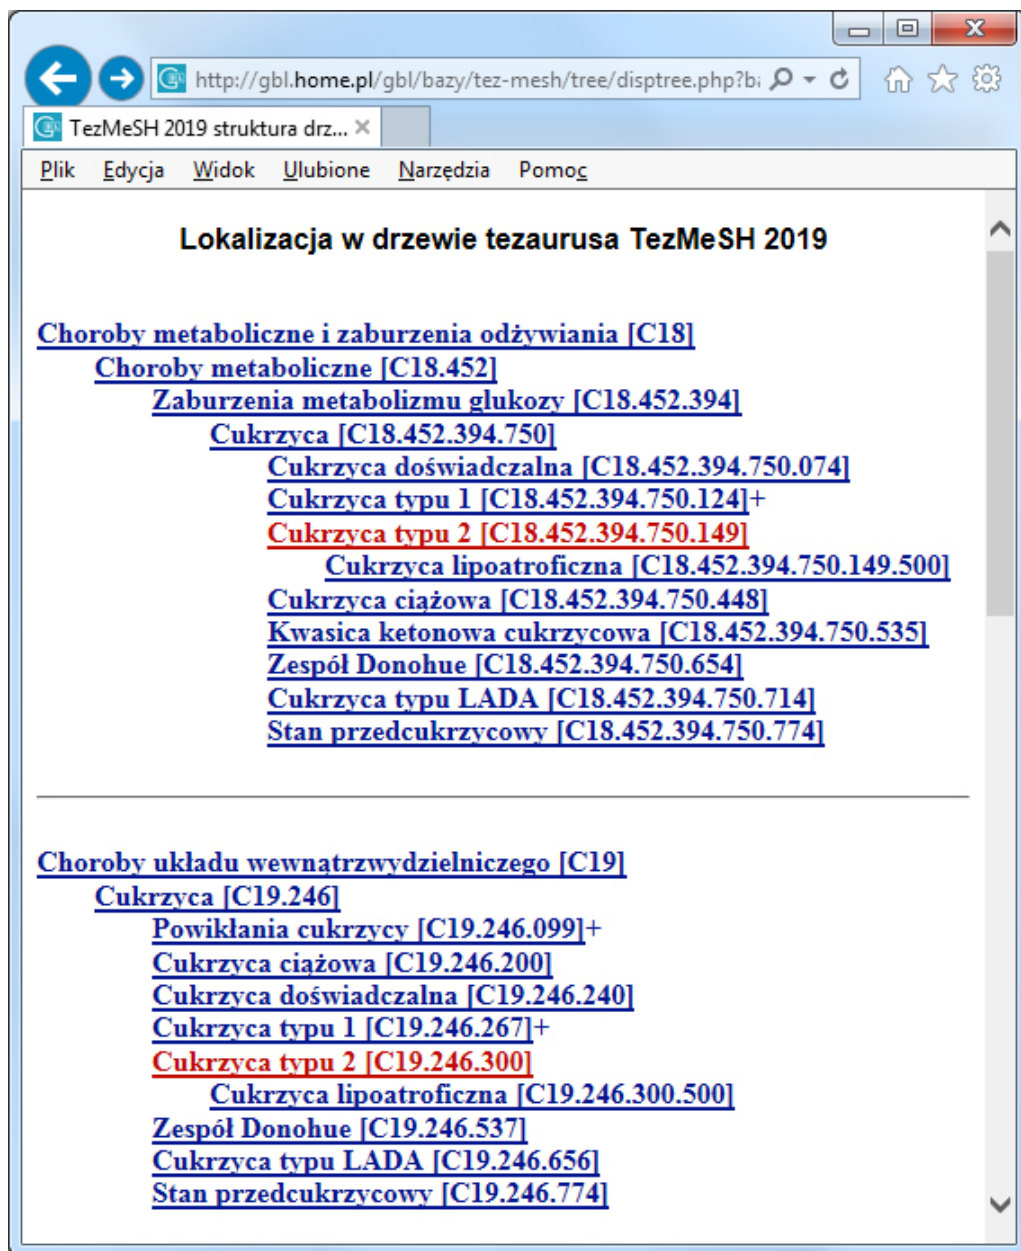 http://gbl.home.pl/gbl/bazy/tez-mesh/tree/disptree.php?b
TezMeSH 2019 struktura drz...
Plik Edycja Widok Ulubione Narzędzia Pomoc
Lokalizacja w drzewie tezaurusa TezMeSH 2019
Choroby metaboliczne i zaburzenia odżywiania [C18]
Choroby metaboliczne [C18.452]
Zaburzenia metabolizmu glukozy [C18.452.394]
Cukrzyca [C18.452.394.750]
Cukrzyca doświadczalna [C18.452.394.750.074]
Cukrzyca typu 1 [C18.452.394.750.124]+
Cukrzyca typu 2 [C18.452.394.750.149]
Cukrzyca lipoatroficzna [C18.452.394.750.149.500]
Cukrzyca ciążowa [C18.452.394.750.448]
Kwasica ketonowa cukrzycowa [C18.452.394.750.535]
Zespół Donohue [C18.452.394.750.654]
Cukrzyca typu LADA [C18.452.394.750.714]
Stan przedcukrzycowy [C18.452.394.750.774]
Choroby układu wewnątrzwydzielniczego [C19]
Cukrzyca [C19.246]
Powikłania cukrzycy [C19.246.099]+
Cukrzyca ciążowa [C19.246.200]
Cukrzyca doświadczalna [C19.246.240]
Cukrzyca typu 1 [C19.246.267]+
Cukrzyca typu 2 [C19.246.300]
Cukrzyca lipoatroficzna [C19.246.300.500]
Zespół Donohue [C19.246.537]
Cukrzyca typu LADA [C19.246.656]
Stan przedcukrzycowy [C19.246.774]